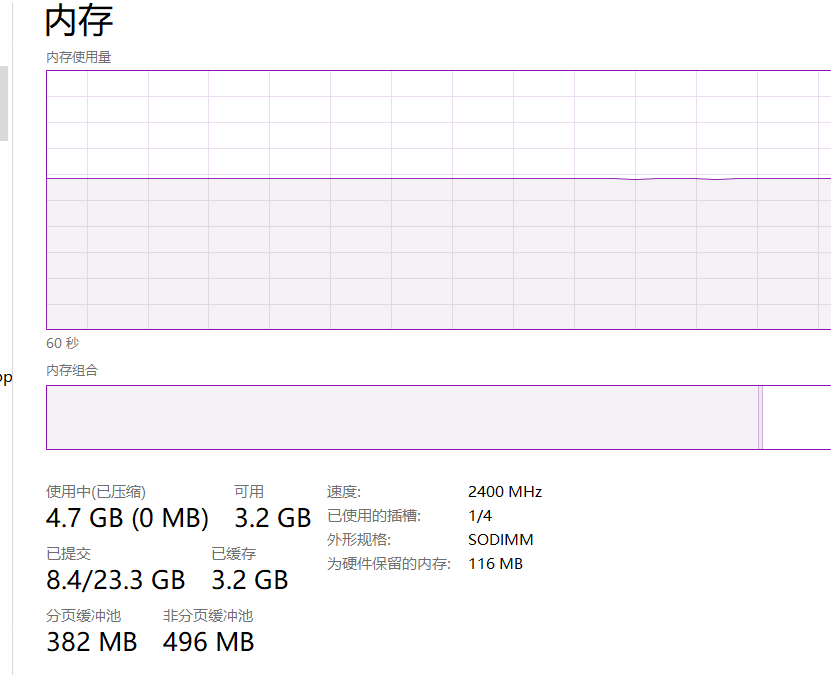 内存
内存使用量
60 秒
内存组合
op
使用中(已压缩) 可用
4.7 GB (0 MB) 3.2 GB
已提交 已缓存
8.4/23.3 GB 3.2 GB
分页缓冲池 非分页缓冲池
382 MB 496 MB
速度: 2400 MHz
已使用的插槽: 1/4
外形规格: SODIMM
为硬件保留的内存: 116 MB